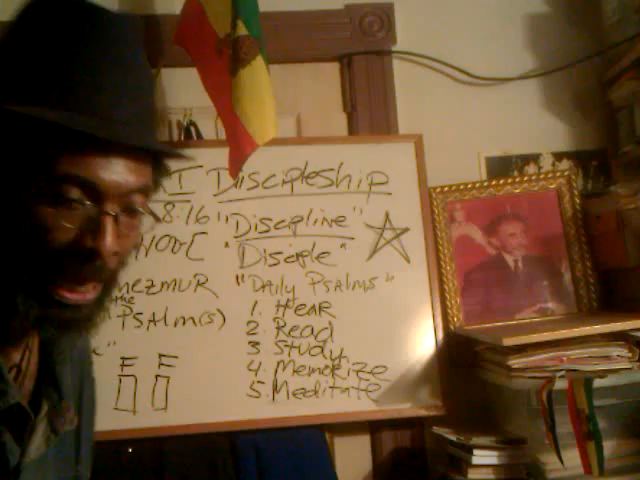 Discipleship
8:16 "Discipline"
"Disciple"
MEZMUR "Daily Psalms"
the 1. Hear
PSAlm(s) 2. Read
3 Study
4. Memorize
5. Meditate
F F